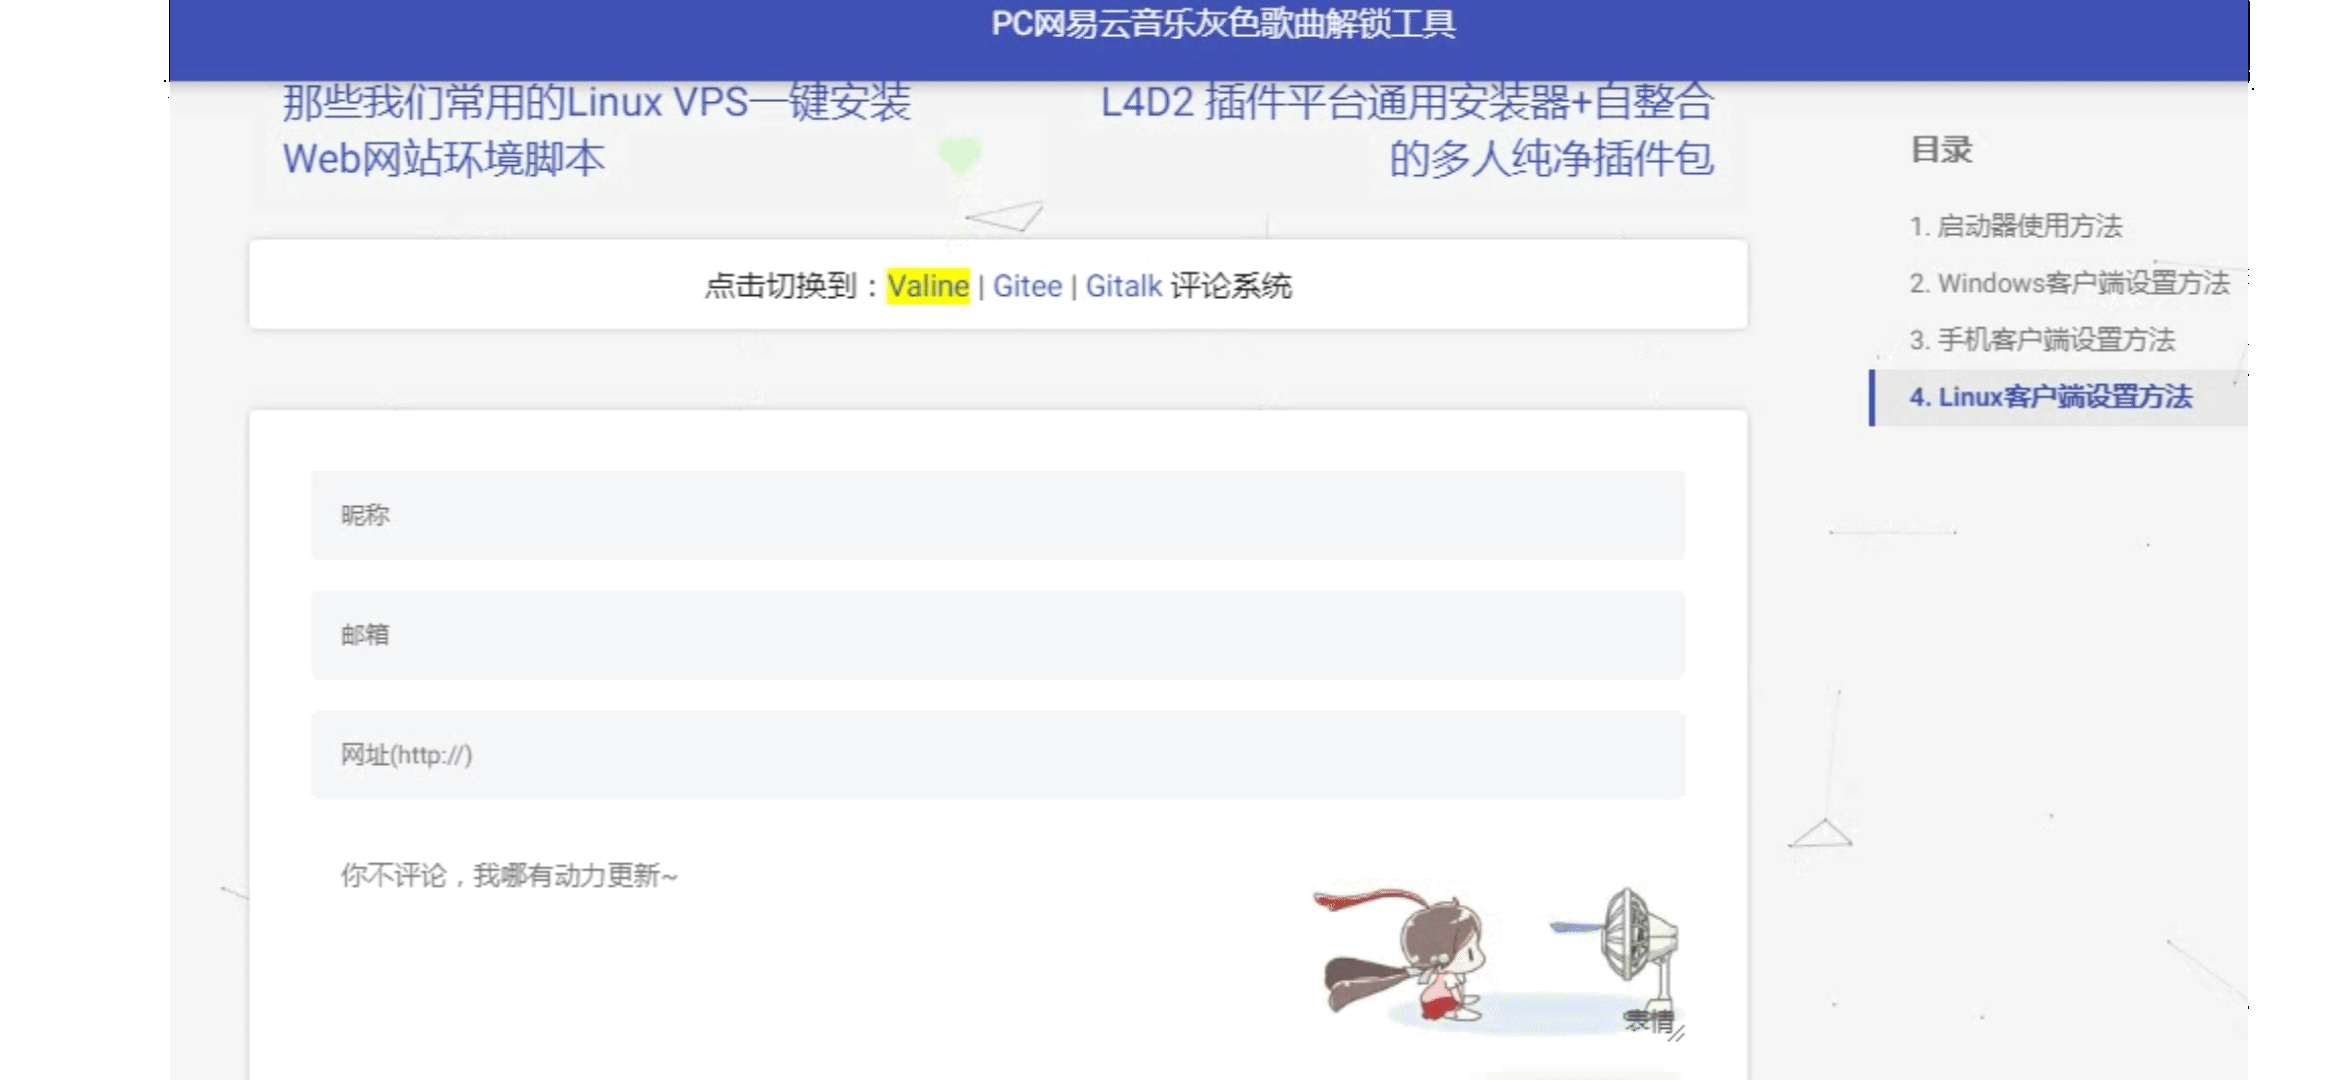 PC网易云音乐灰色歌曲解锁工具
那些我们常用的Linux VPS一键安装
Web网站环境脚本
L4D2 插件平台通用安装器+自整合
的多人纯净插件包
点击切换到：Valine | Gitee | Gitalk 评论系统
昵称
邮箱
网址(http://)
你不评论，我哪有动力更新~
表情
目录
1. 启动器使用方法
2. Windows客户端设置方法
3. 手机客户端设置方法
4. Linux客户端设置方法